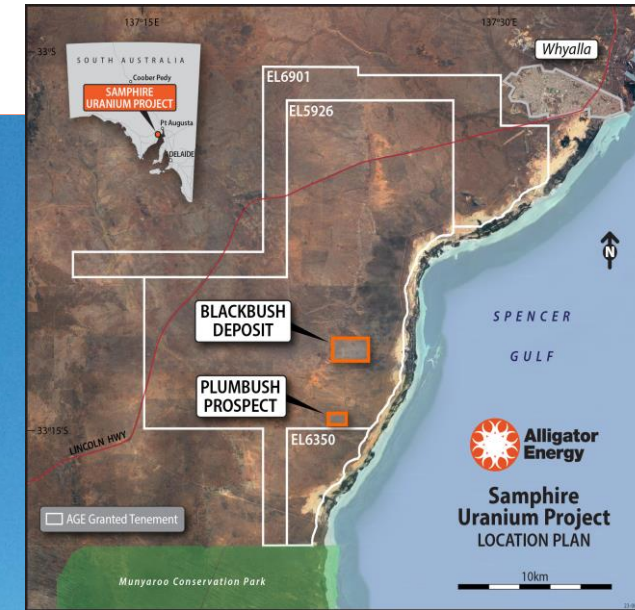 137°15'E
137°30'E
33°S
Whyalla
SOUTH AUSTRALIA
Coober Pedy
SAMPHIRE
URANIUM PROJECT
Pt Augusta
ADELAIDE
EL6901
EL5926
N
BLACKBUSH
DEPOSIT
SPENCER
GULF
PLUMBUSH
PROSPECT
33°15'S
LINCOLN HWY
EL6350
Alligator
Energy
AGE Granted Tenement
Samphire
Uranium Project
LOCATION PLAN
10km
Munyaroo Conservation Park